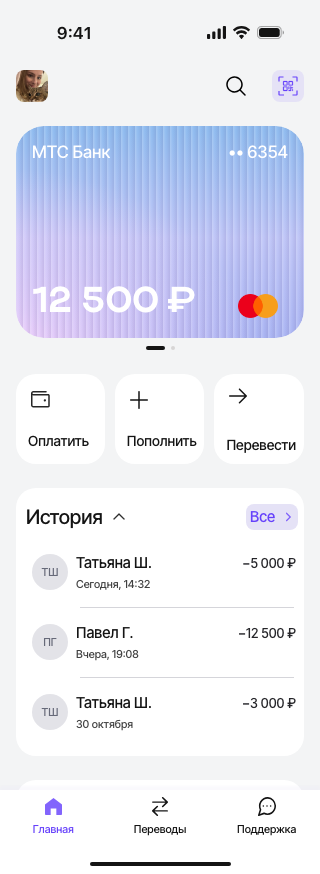 9:41
МТС Банк
•• 6354
12 500 ₽
Оплатить
Пополнить
Перевести
История
Все
ТШ
Татьяна Ш.
−5 000 ₽
Сегодня, 14:32
ПГ
Павел Г.
−12 500 ₽
Вчера, 19:08
ТШ
Татьяна Ш.
−3 000 ₽
30 октября
Главная
Переводы
Поддержка